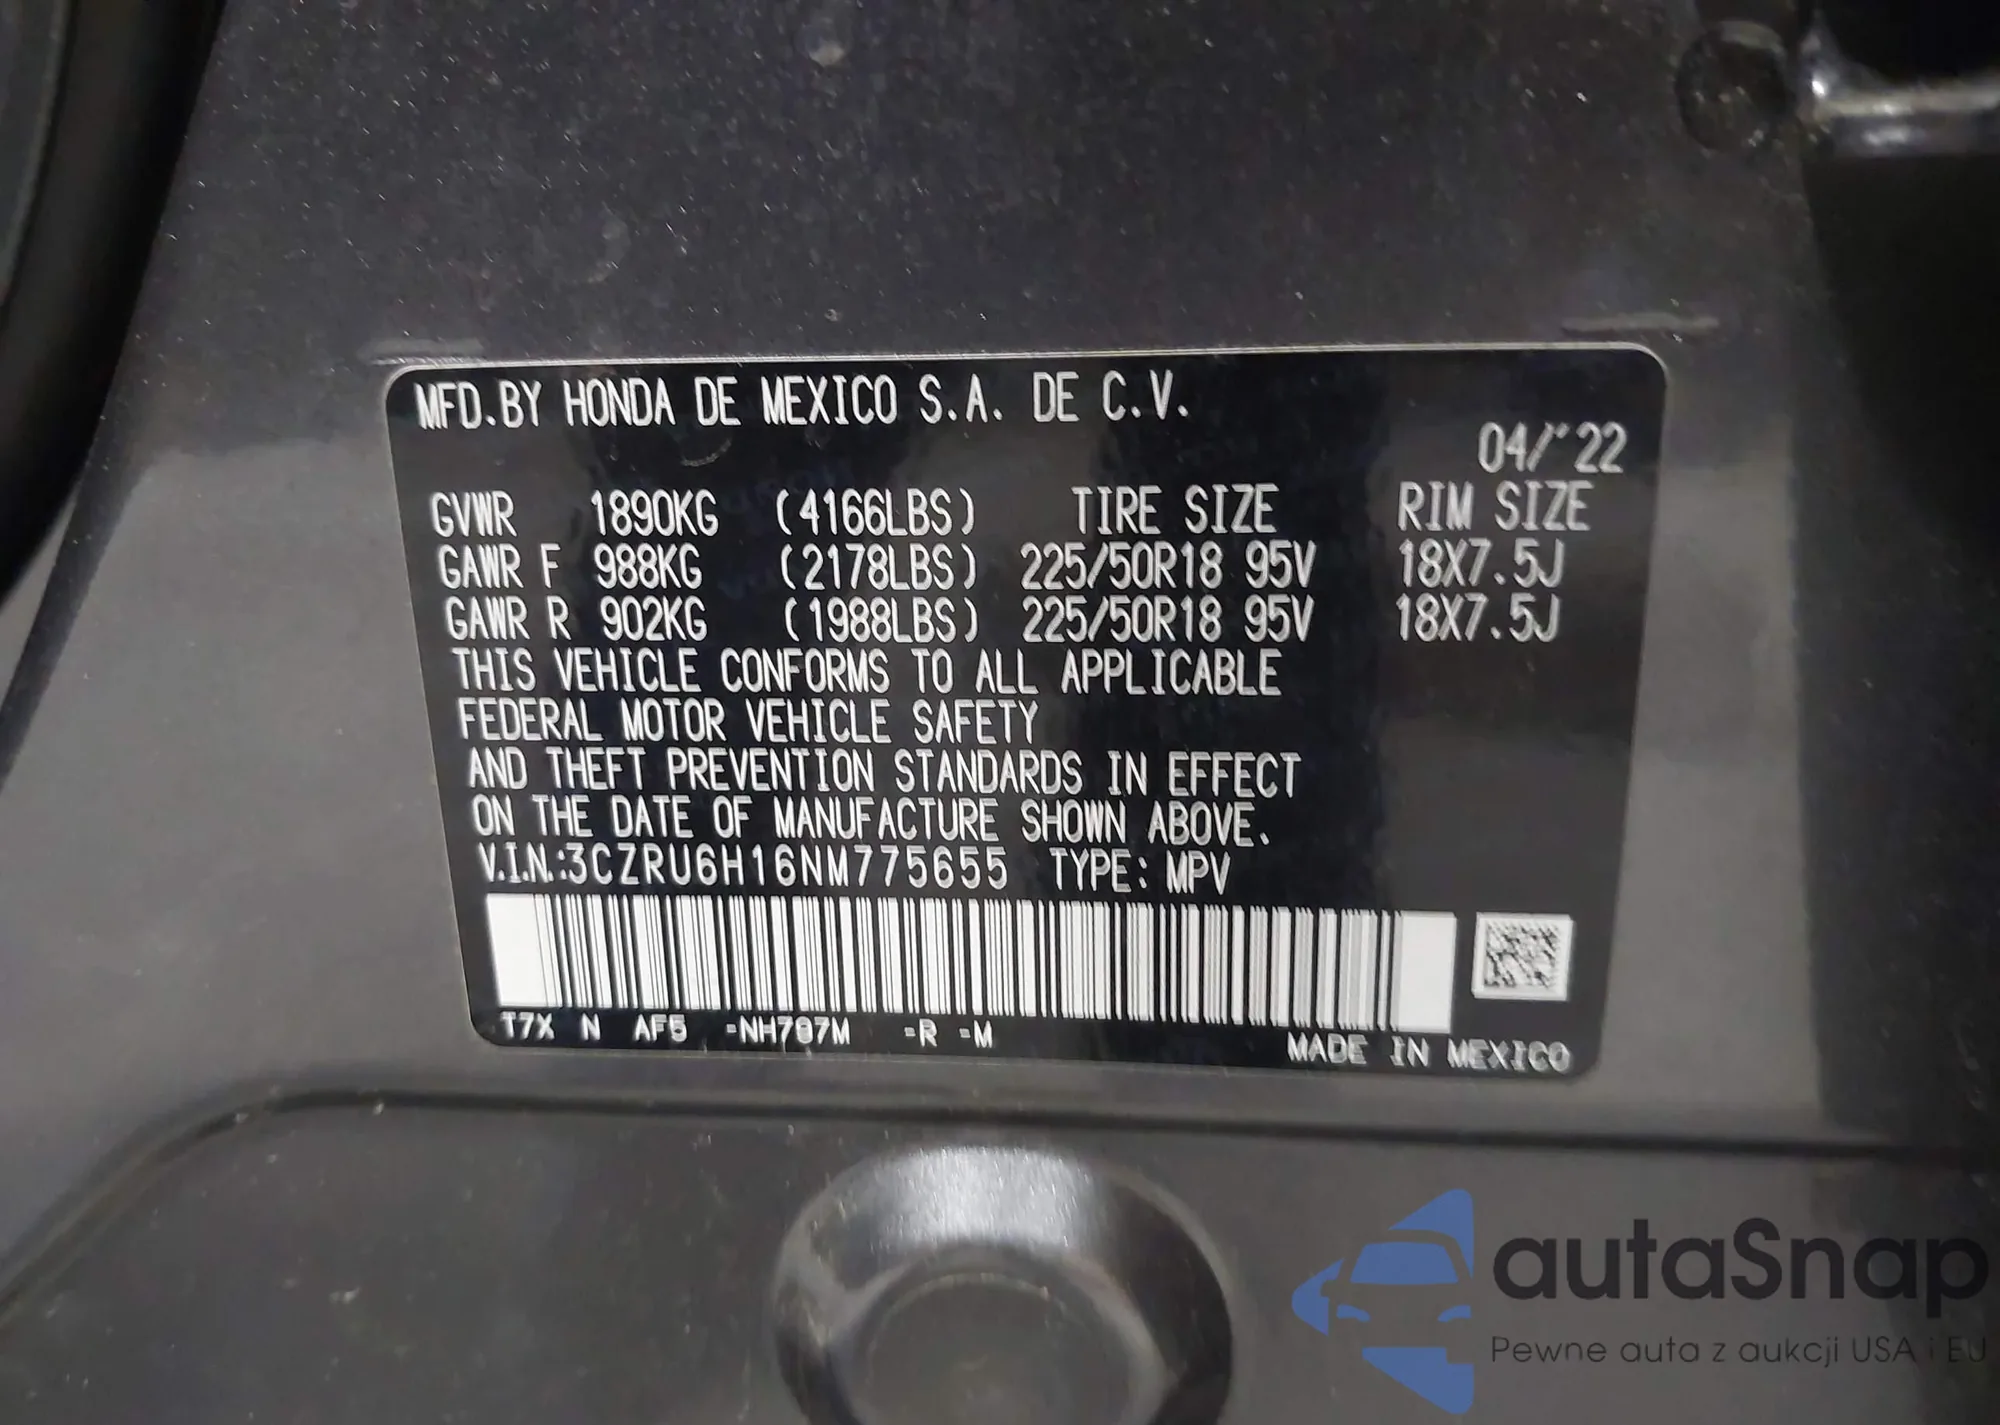 MFD.BY HONDA DE MEXICO S.A. DE C.V.
04/'22
GVWR 1890KG (4166LBS) TIRE SIZE RIM SIZE
GAWR F 988KG (2178LBS) 225/50R18 95V 18X7.5J
GAWR R 902KG (1988LBS) 225/50R18 95V 18X7.5J
THIS VEHICLE CONFORMS TO ALL APPLICABLE
FEDERAL MOTOR VEHICLE SAFETY
AND THEFT PREVENTION STANDARDS IN EFFECT
ON THE DATE OF MANUFACTURE SHOWN ABOVE.
V.I.N.:3CZRU6H16NM775655 TYPE: MPV
T7X N AF5 -NH797M -R -M
MADE IN MEXICO
autaSnap
Pewne auta z aukcji USA i EU